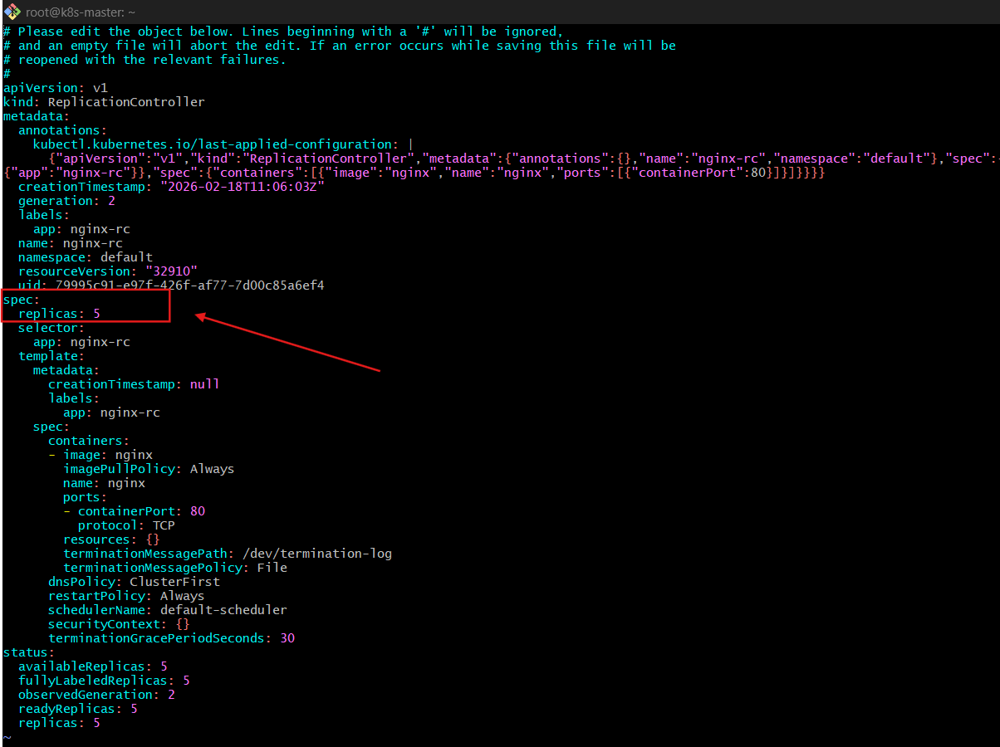 root@k8s-master: ~
# Please edit the object below. Lines beginning with a '#' will be ignored,
# and an empty file will abort the edit. If an error occurs while saving this file will be
# reopened with the relevant failures.
#
apiVersion: v1
kind: ReplicationController
metadata:
  annotations:
    kubectl.kubernetes.io/last-applied-configuration: |
      {"apiVersion":"v1","kind":"ReplicationController","metadata":{"annotations":{},"name":"nginx-rc","namespace":"default"},"spec":
{"app":"nginx-rc"}},"spec":{"containers":[{"image":"nginx","name":"nginx","ports":[{"containerPort":80}]}]}}}}
  creationTimestamp: "2026-02-18T11:06:03Z"
  generation: 2
  labels:
    app: nginx-rc
  name: nginx-rc
  namespace: default
  resourceVersion: "32910"
  uid: 79995c91-e97f-426f-af77-7d00c85a6ef4
spec:
  replicas: 5
  selector:
    app: nginx-rc
  template:
    metadata:
      creationTimestamp: null
      labels:
        app: nginx-rc
    spec:
      containers:
      - image: nginx
        imagePullPolicy: Always
        name: nginx
        ports:
        - containerPort: 80
          protocol: TCP
        resources: {}
        terminationMessagePath: /dev/termination-log
        terminationMessagePolicy: File
      dnsPolicy: ClusterFirst
      restartPolicy: Always
      schedulerName: default-scheduler
      securityContext: {}
      terminationGracePeriodSeconds: 30
status:
  availableReplicas: 5
  fullyLabeledReplicas: 5
  observedGeneration: 2
  readyReplicas: 5
  replicas: 5
~